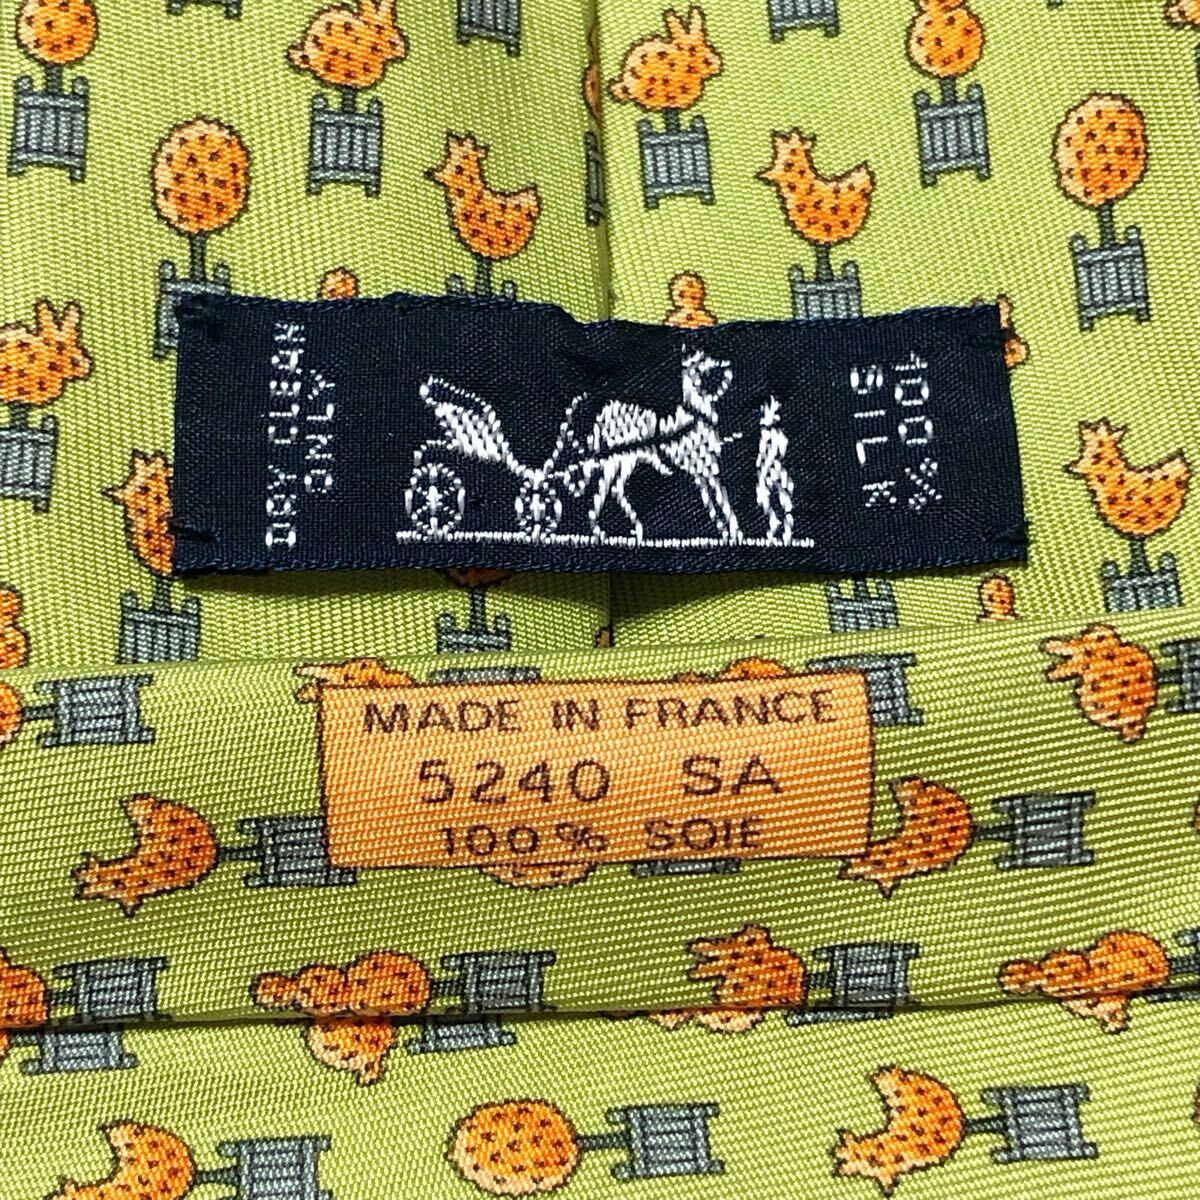 DRY CLEAN
ONLY
100%
SILK
MADE IN FRANCE
5240 SA
100% SOIE